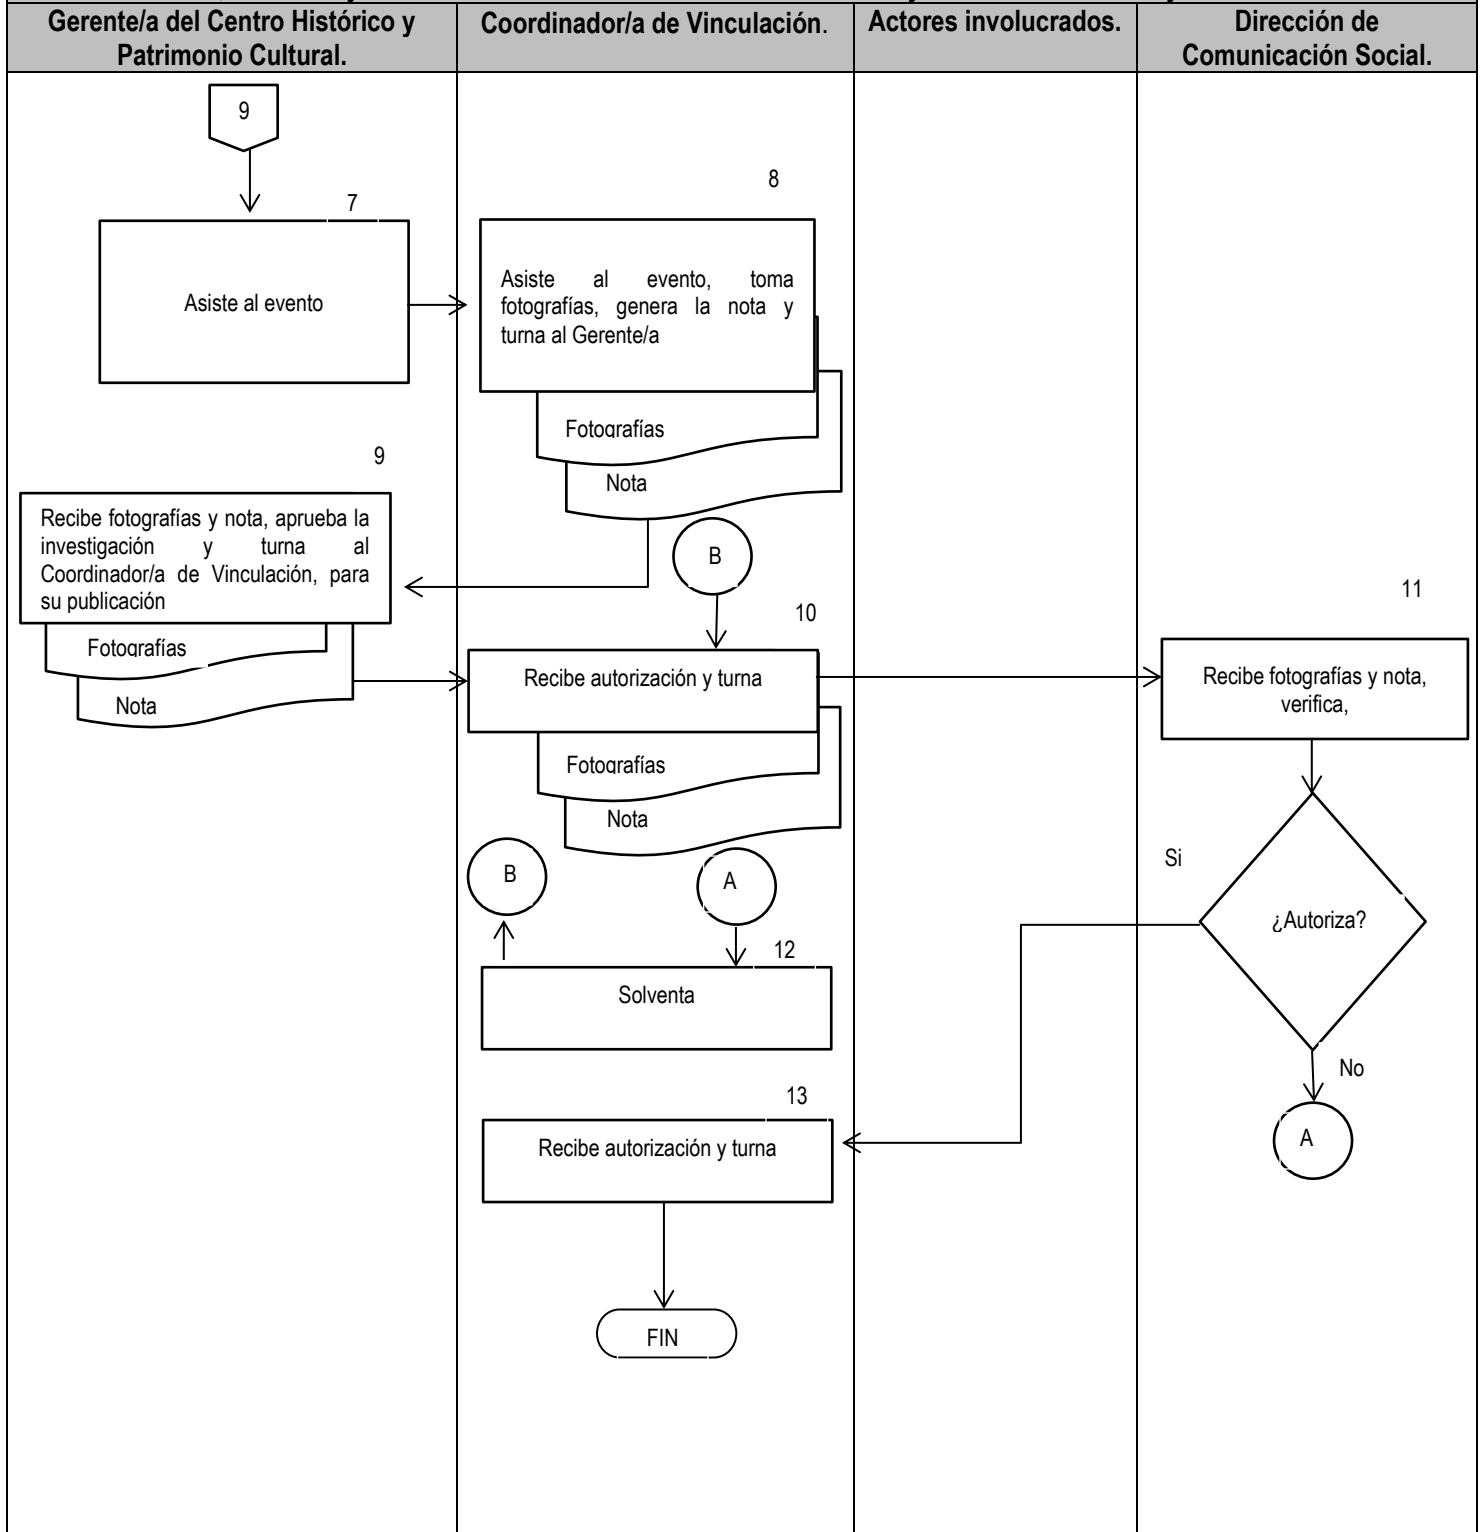 Gerente/a del Centro Histórico y
Patrimonio Cultural.
Coordinador/a de Vinculación.
Actores involucrados.
Dirección de
Comunicación Social.
9
7
Asiste al evento
8
Asiste al evento, toma
fotografías, genera la nota y
turna al Gerente/a
Fotografías
Nota
9
Recibe fotografías y nota, aprueba la
investigación y turna al
Coordinador/a de Vinculación, para
su publicación
Fotografías
Nota
B
10
Recibe autorización y turna
Fotografías
Nota
11
Recibe fotografías y nota,
verifica,
Si
¿Autoriza?
No
A
B
A
12
Solventa
13
Recibe autorización y turna
FIN